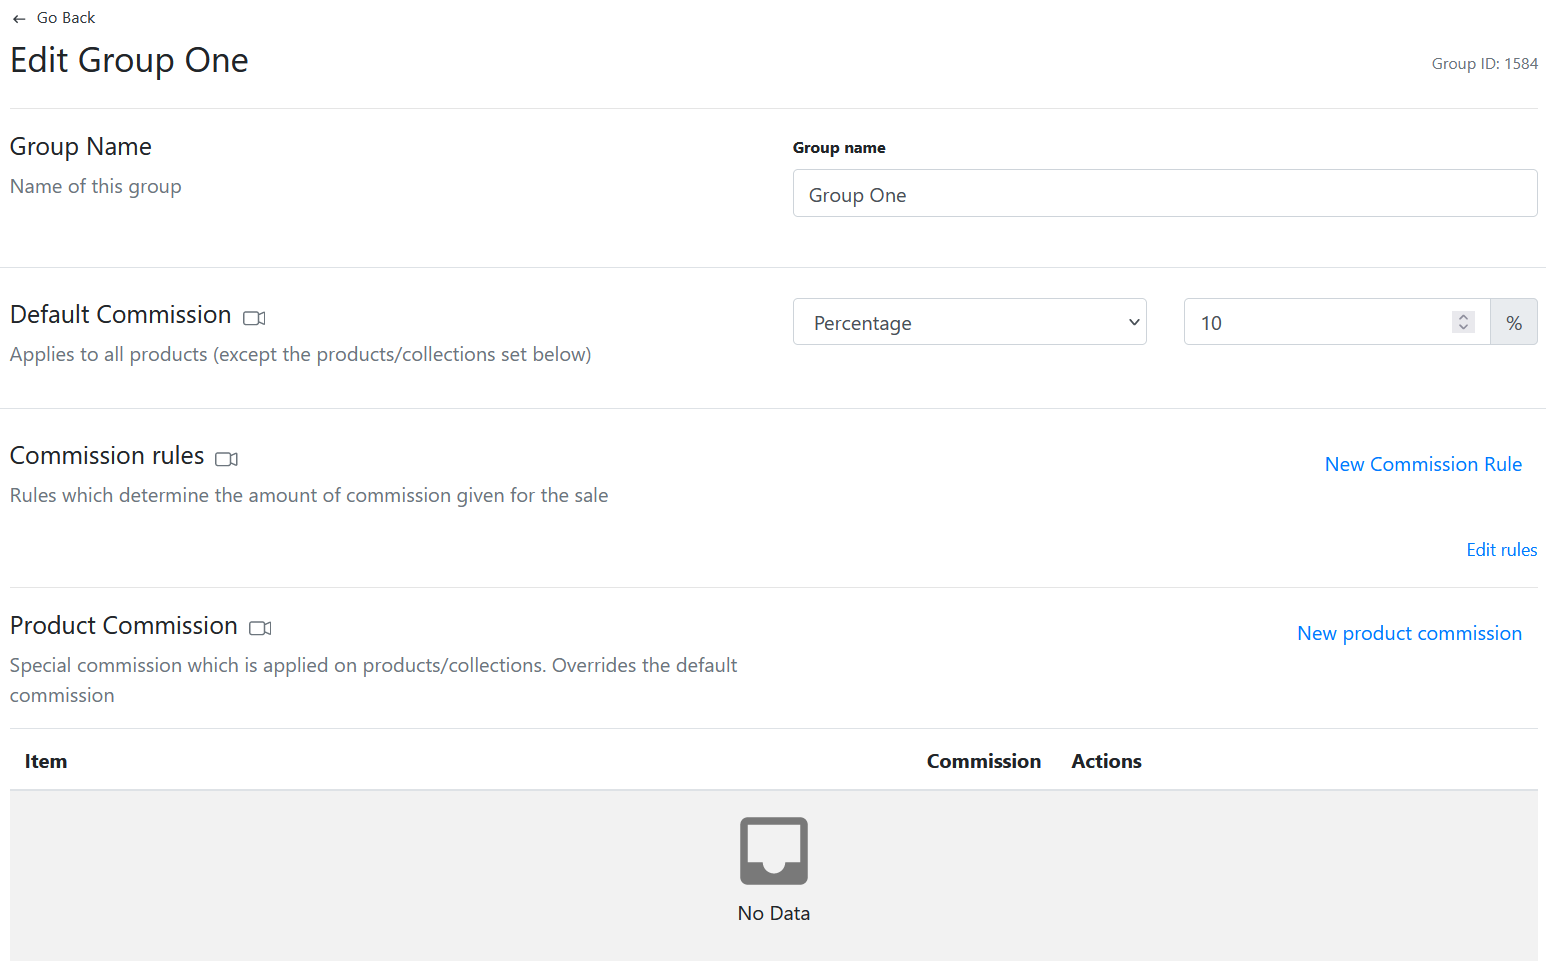 Go Back
Edit Group One
Group ID: 1584
Group Name
Name of this group
Group name
Group One
Default Commission
Applies to all products (except the products/collections set below)
Percentage
10
%
Commission rules
Rules which determine the amount of commission given for the sale
New Commission Rule
Edit rules
Product Commission
Special commission which is applied on products/collections. Overrides the default
commission
New product commission
Item
Commission
Actions
No Data